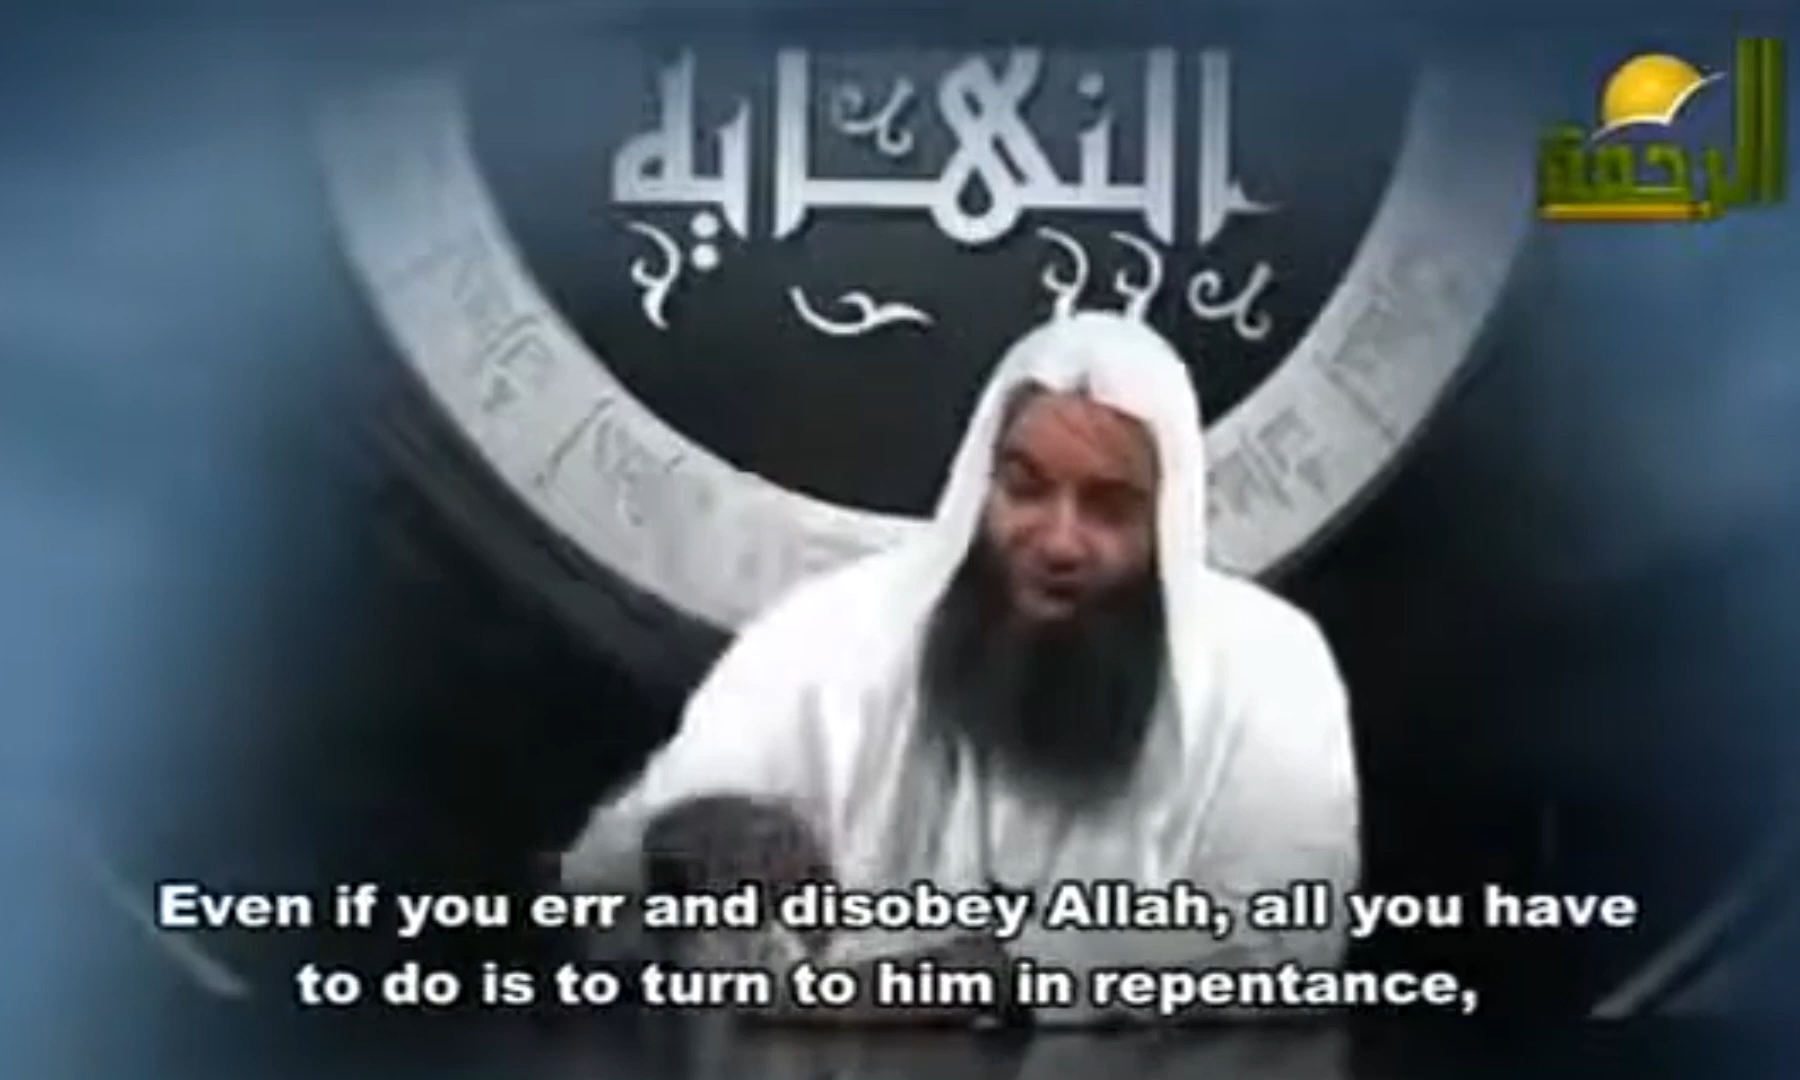 النهاية
الرحمة
Even if you err and disobey Allah, all you have
to do is to turn to him in repentance,